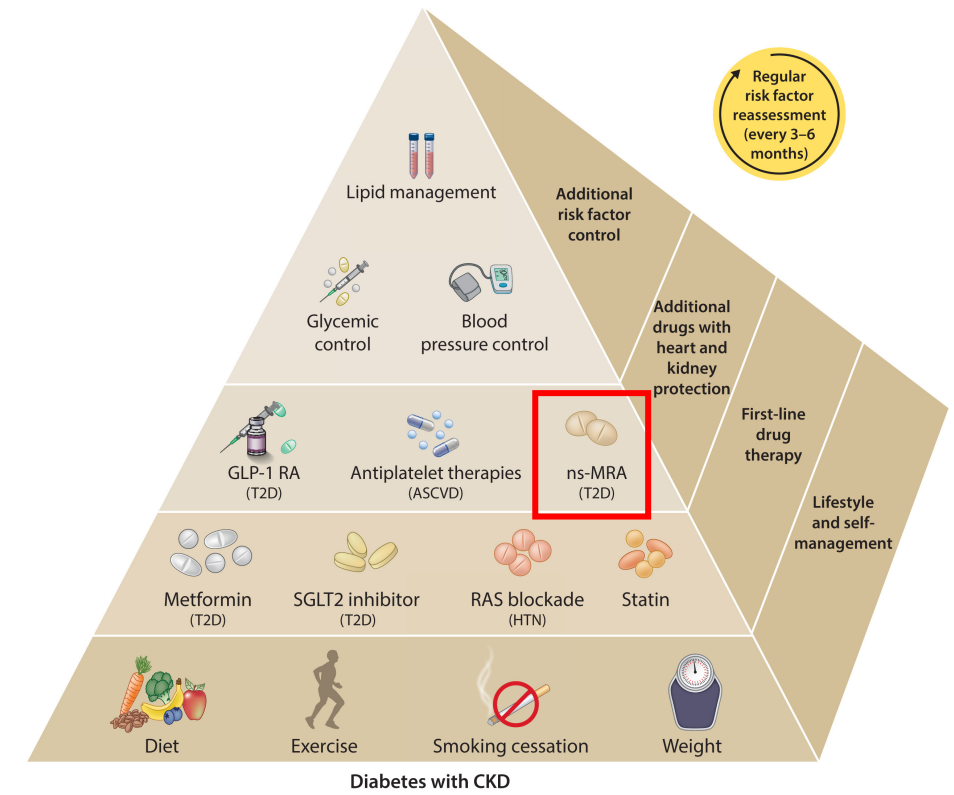 Regular
risk factor
reassessment
(every 3–6
months)
Lipid management
Additional
risk factor
control
Glycemic
control
Blood
pressure control
Additional
drugs with
heart and
kidney
protection
GLP-1 RA
(T2D)
Antiplatelet therapies
(ASCVD)
ns-MRA
(T2D)
First-line
drug
therapy
Metformin
(T2D)
SGLT2 inhibitor
(T2D)
RAS blockade
(HTN)
Statin
Lifestyle
and self-
management
Diet
Exercise
Smoking cessation
Weight
Diabetes with CKD